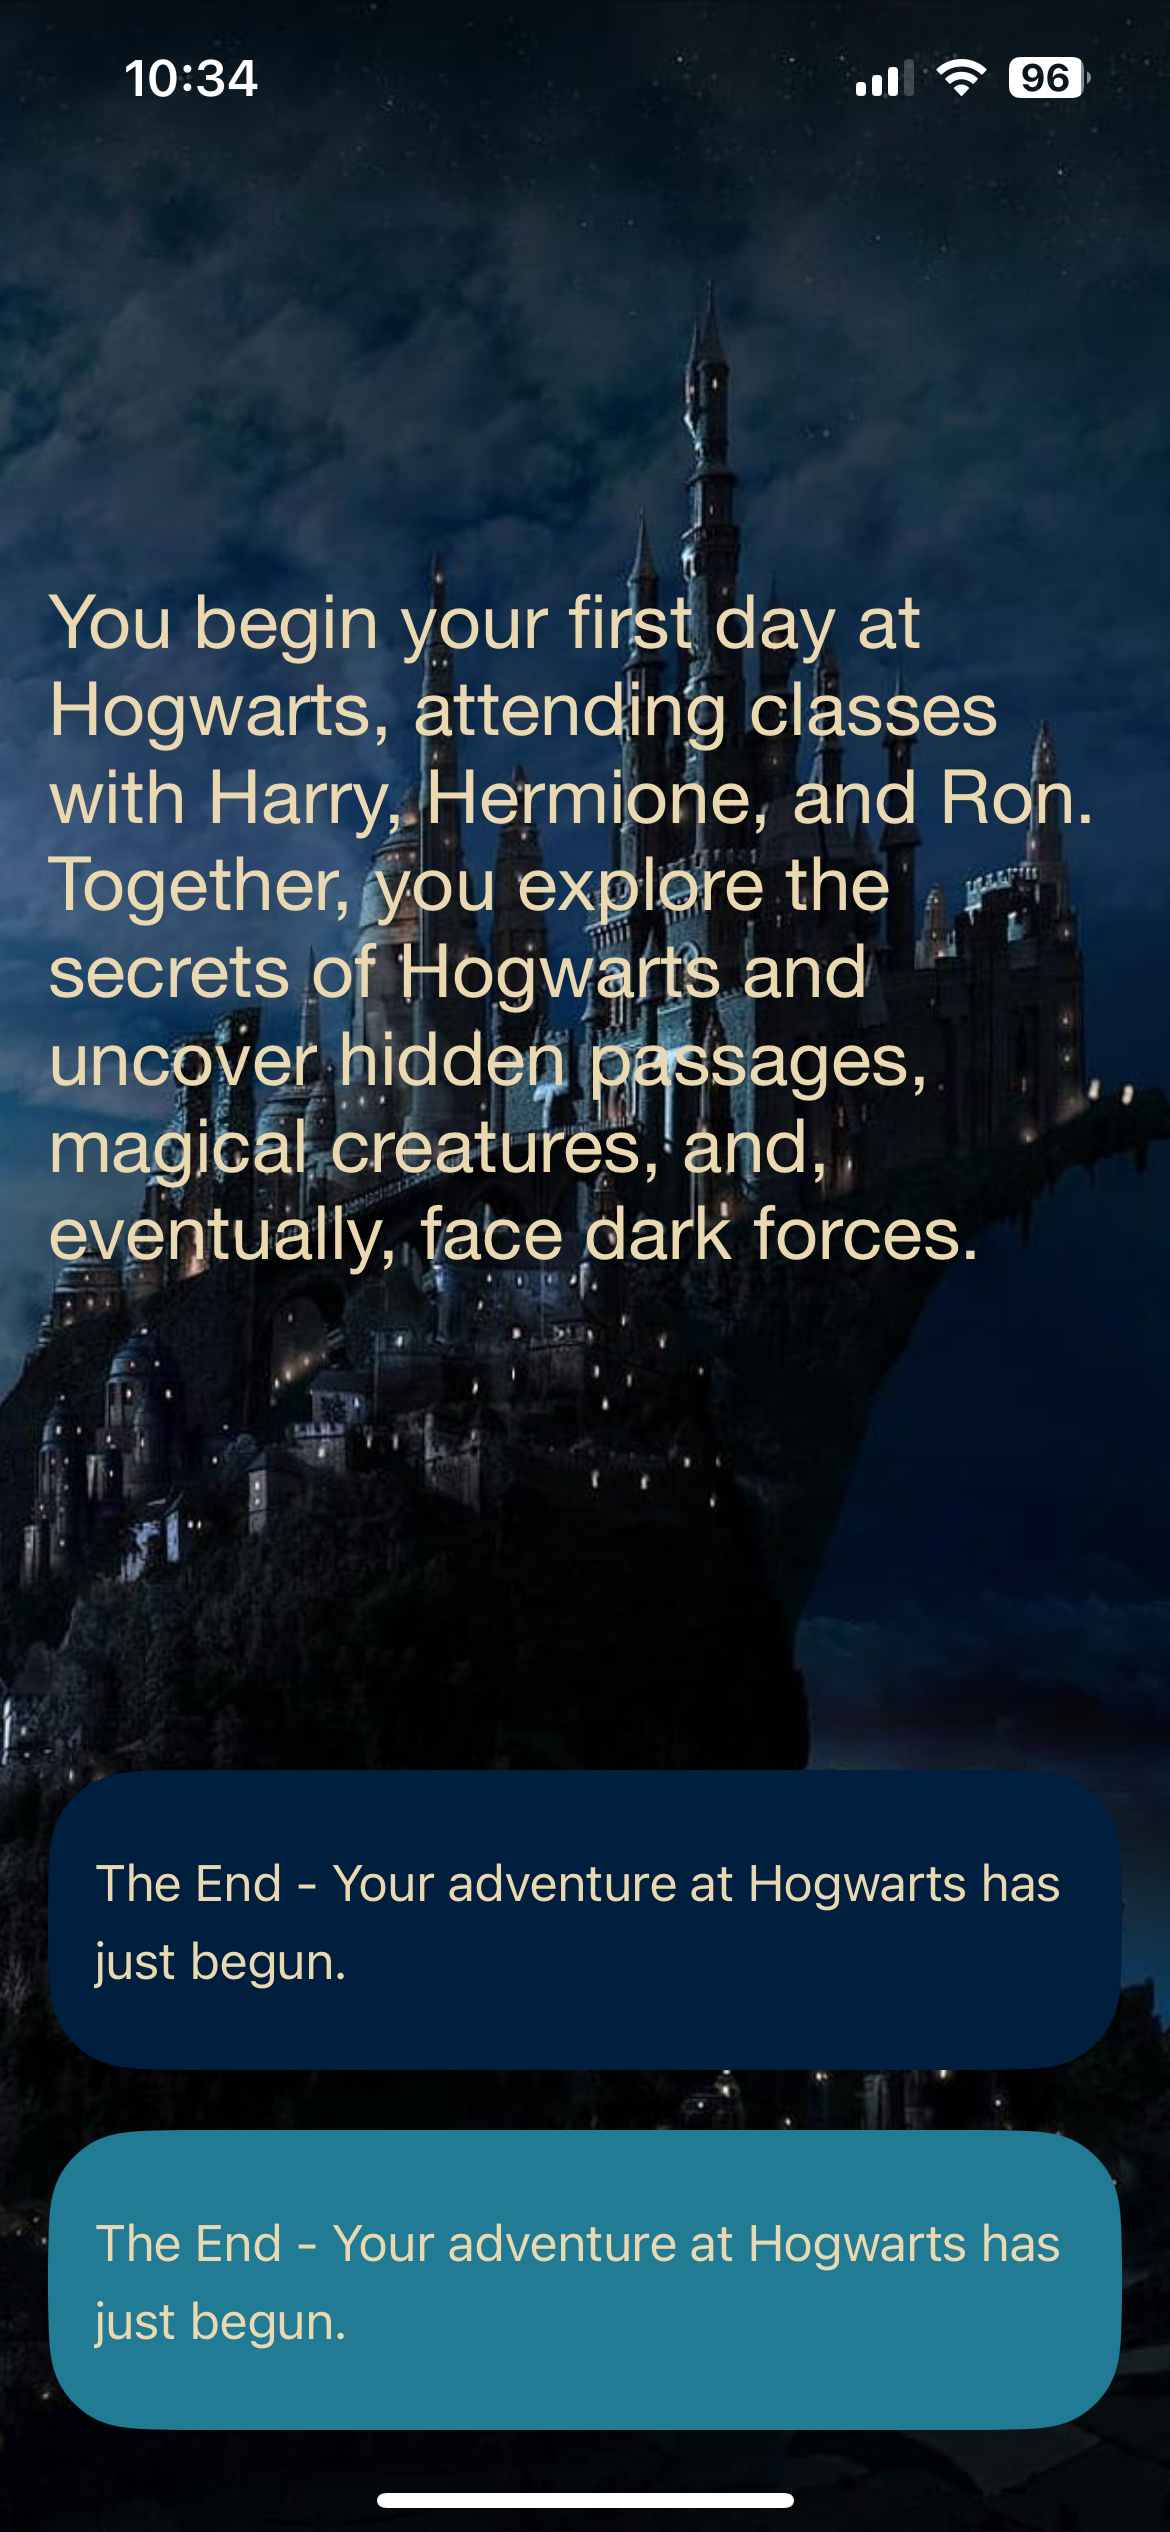 10:34
96
You begin your first day at
Hogwarts, attending classes
with Harry, Hermione, and Ron.
Together, you explore the
secrets of Hogwarts and
uncover hidden passages,
magical creatures, and,
eventually, face dark forces.
The End - Your adventure at Hogwarts has
just begun.
The End - Your adventure at Hogwarts has
just begun.